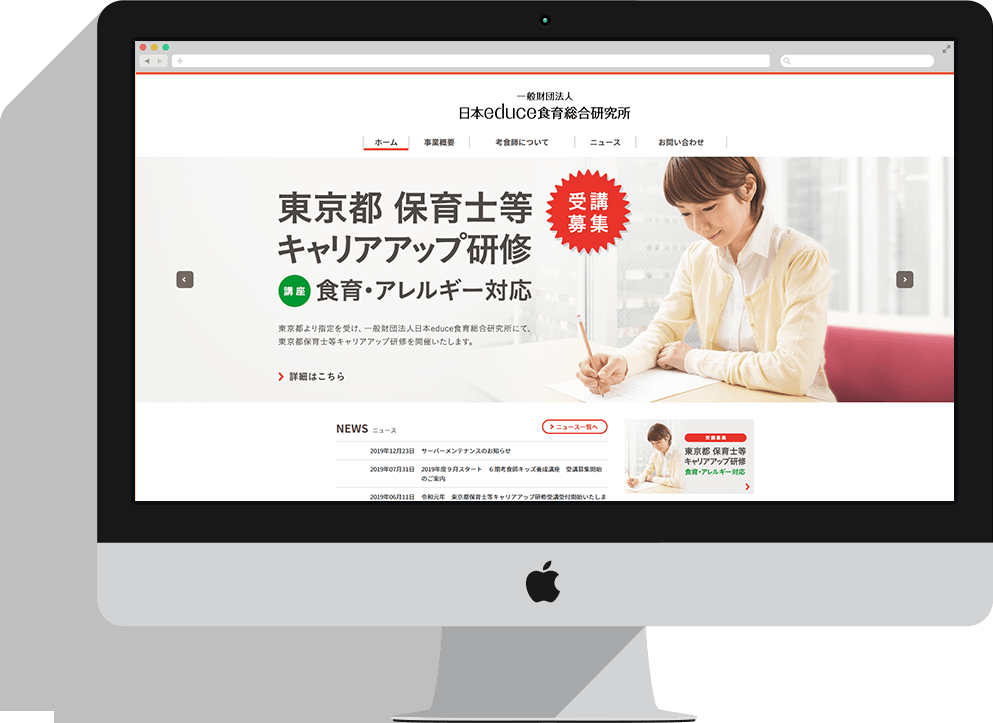 一般財団法人
日本educe食育総合研究所
ホーム 事業概要 考食師について ニュース お問い合わせ
東京都 保育士等
キャリアアップ研修
講座 食育・アレルギー対応
受講
募集
東京都より指定を受け、一般財団法人日本educe食育総合研究所にて、
東京都保育士等キャリアアップ研修を開催いたします。
詳細はこちら
NEWS ニュース
ニュース一覧へ
2019年12月23日 サーバーメンテナンスのお知らせ
2019年07月31日 2019年度９月スタート ６期考食師キッズ養成講座 受講募集開始
のご案内
2019年06月11日 令和元年 東京都保育士等キャリアアップ研修受講受付開始いたしま
受講募集
東京都 保育士等
キャリアアップ研修
食育・アレルギー対応